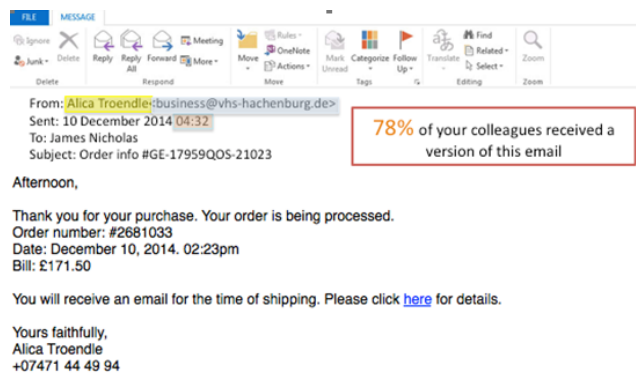 FILE MESSAGE
Ignore
Junk
Delete
Reply
Reply All
Forward
Meeting
More
Move
Rules
OneNote
Actions
Mark Unread
Categorize
Follow Up
Translate
Find
Related
Select
Zoom
Delete Respond Move Tags Editing Zoom
From: Alica Troendle<business@vhs-hachenburg.de>
Sent: 10 December 2014 04:32
To: James Nicholas
Subject: Order info #GE-17959QOS-21023
78% of your colleagues received a
version of this email
Afternoon,
Thank you for your purchase. Your order is being processed.
Order number: #2681033
Date: December 10, 2014. 02:23pm
Bill: £171.50
You will receive an email for the time of shipping. Please click here for details.
Yours faithfully,
Alica Troendle
+07471 44 49 94